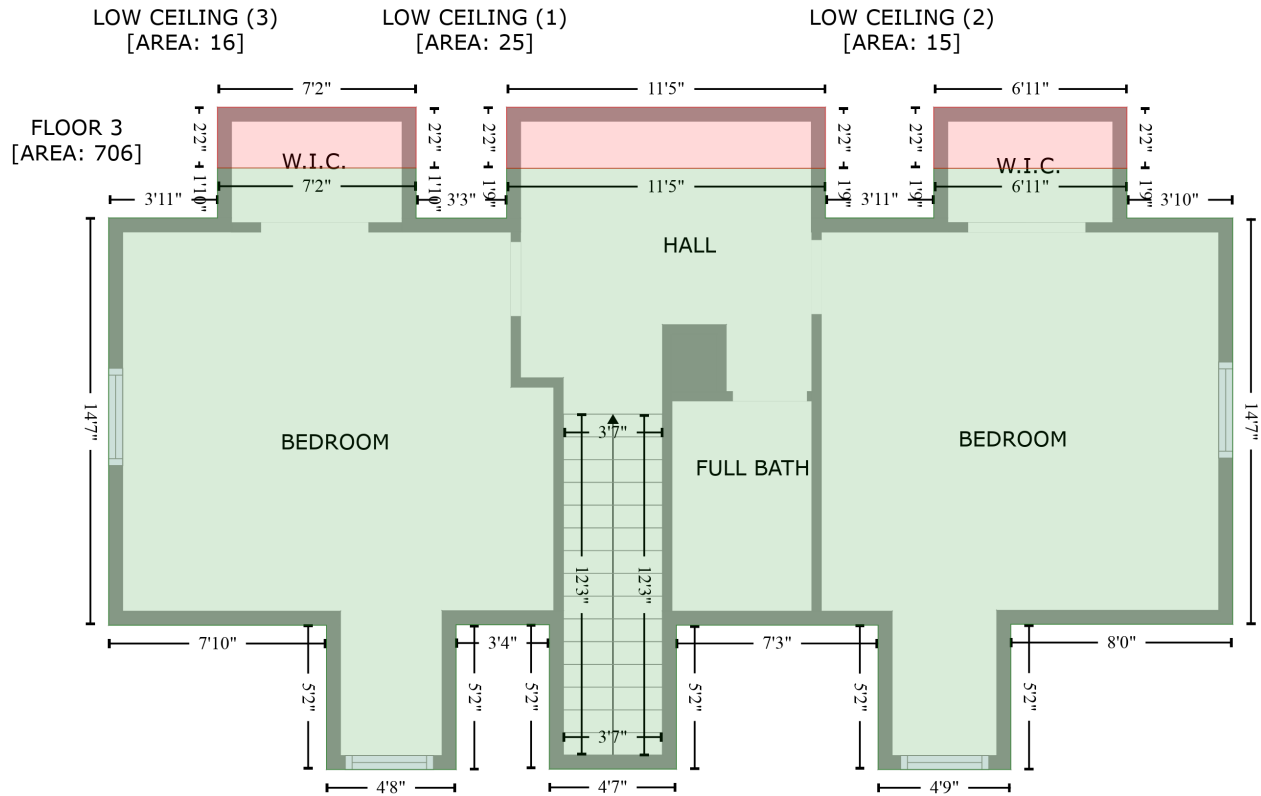 LOW CEILING (3)
[AREA: 16]
LOW CEILING (1)
[AREA: 25]
LOW CEILING (2)
[AREA: 15]
7'2"
11'5"
6'11"
FLOOR 3
[AREA: 706]
2'2"
2'2"
2'2"
2'2"
2'2"
2'2"
W.I.C.
W.I.C.
7'2"
11'5"
6'11"
1'10"
1'10"
1'9"
1'9"
1'9"
1'9"
3'11"
3'3"
3'11"
3'10"
HALL
14'7"
BEDROOM
3'7"
BEDROOM
14'7"
FULL BATH
12'3"
12'3"
7'10"
3'4"
7'3"
8'0"
5'2"
5'2"
5'2"
5'2"
5'2"
5'2"
3'7"
4'8"
4'7"
4'9"